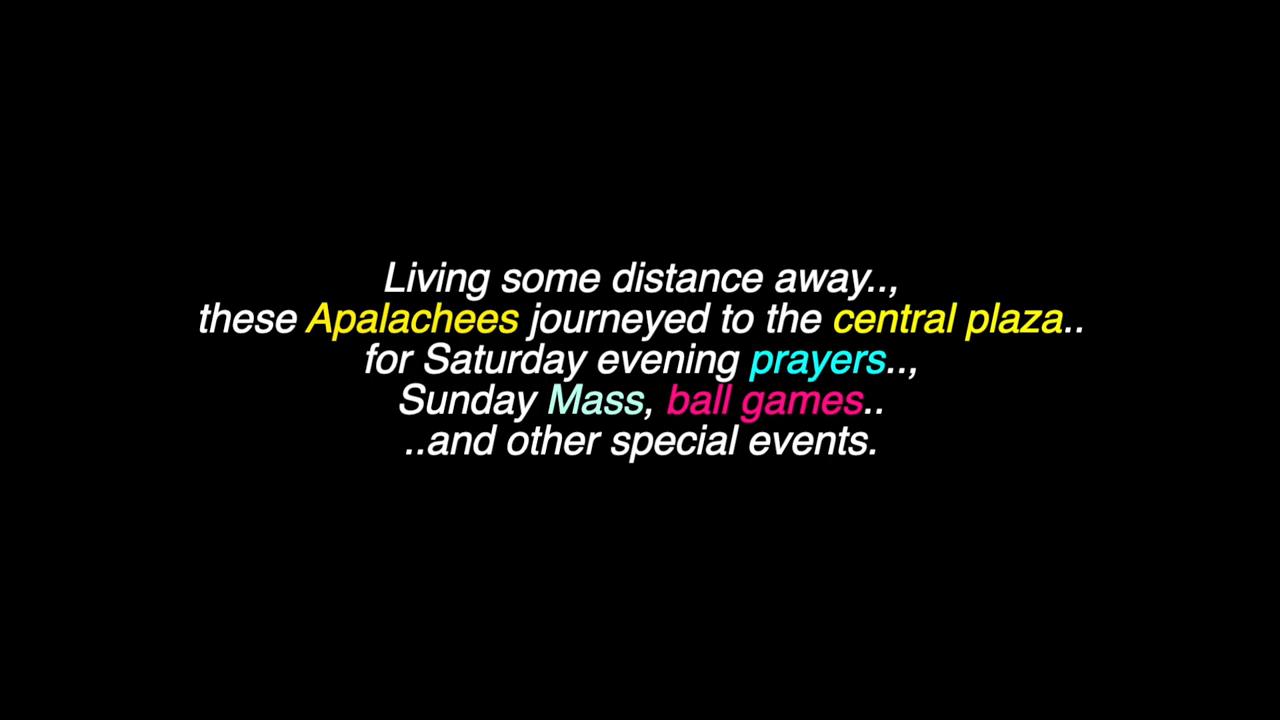 Living some distance away..,
these Apalachees journeyed to the central plaza..
for Saturday evening prayers..,
Sunday Mass, ball games..
..and other special events.